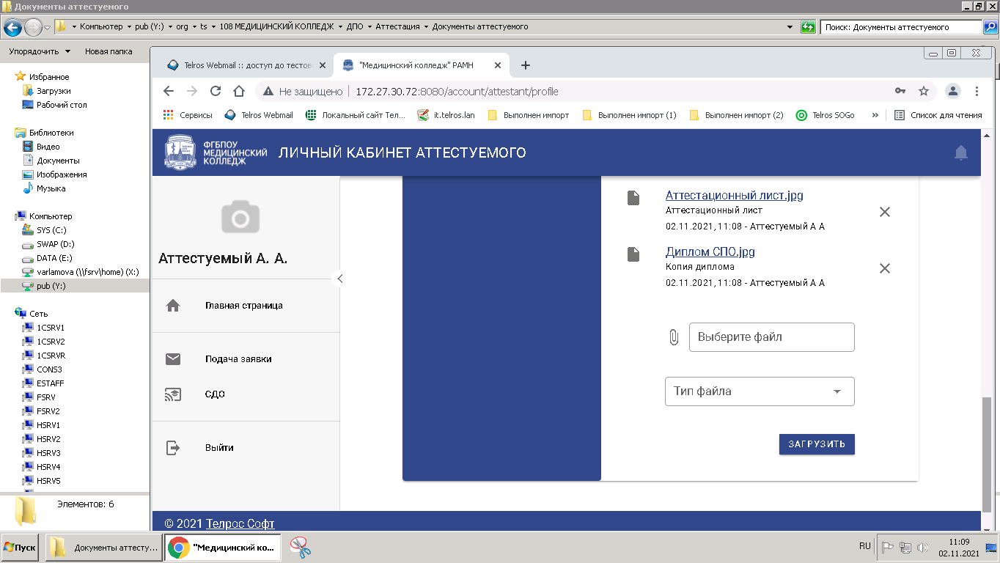 Документы аттестуемого
Компьютер pub (Y:) org ts 108 МЕДИЦИНСКИЙ КОЛЛЕДЖ ДПО Аттестация Документы аттестуемого
Поиск: Документы аттестуемого
Упорядочить
Новая папка
Избранное
Загрузки
Рабочий стол
Библиотеки
Видео
Документы
Изображения
Музыка
Компьютер
SYS (C:)
SWAP (D:)
DATA (E:)
varlamova (\\fsrv\home) (X:)
pub (Y:)
Сеть
1CSRV1
1CSRV2
1CSRVR
CONS3
ESTAFF
FSRV
FSRV2
HSRV1
HSRV2
HSRV3
HSRV4
HSRV5
Элементов: 6
Telros Webmail :: доступ до тестов
"Медицинский колледж" РАМН
Не защищено
172.27.30.72:8080/account/attestant/profile
Сервисы
Telros Webmail
Локальный сайт Тел...
it.telros.lan
Выполнен импорт
Выполнен импорт (1)
Выполнен импорт (2)
Telros SOGo
»
Список для чтения
ФГБПОУ
МЕДИЦИНСКИЙ
КОЛЛЕДЖ
ЛИЧНЫЙ КАБИНЕТ АТТЕСТУЕМОГО
Аттестуемый А. А.
Главная страница
Подача заявки
СДО
Выйти
Аттестационный лист.jpg
Аттестационный лист
02.11.2021, 11:08 - Аттестуемый А А
Диплом СПО.jpg
Копия диплома
02.11.2021, 11:08 - Аттестуемый А А
Выберите файл
Тип файла
ЗАГРУЗИТЬ
© 2021 Телрос Софт
Пуск
Документы аттесту...
"Медицинский ко...
RU
11:09
02.11.2021